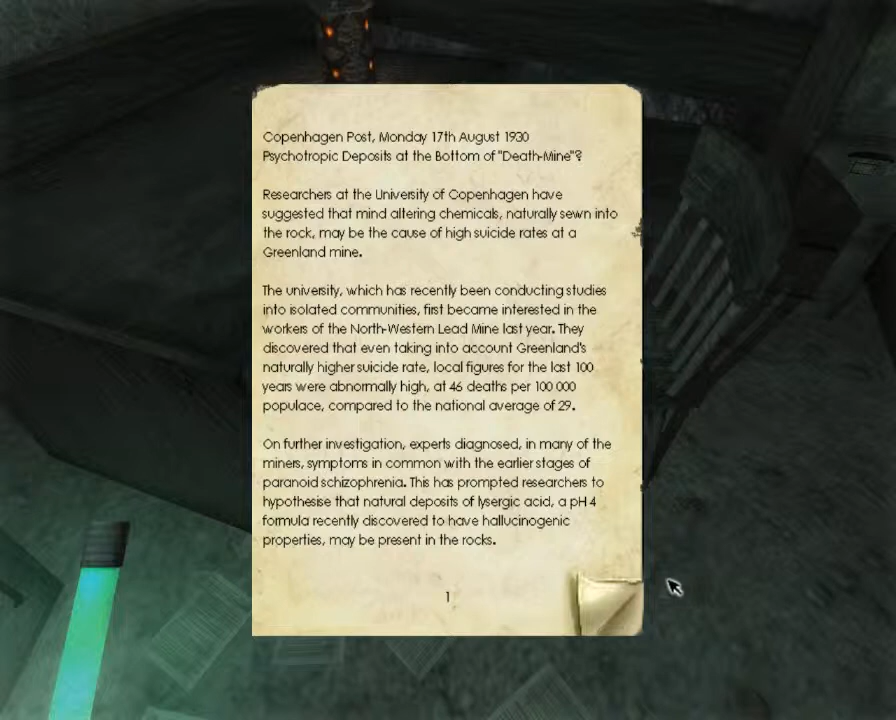 Copenhagen Post, Monday 17th August 1930
Psychotropic Deposits at the Bottom of "Death-Mine"?
Researchers at the University of Copenhagen have
suggested that mind altering chemicals, naturally sewn into
the rock, may be the cause of high suicide rates at a
Greenland mine.
The university, which has recently been conducting studies
into isolated communities, first became interested in the
workers of the North-Western Lead Mine last year. They
discovered that even taking into account Greenland's
naturally higher suicide rate, local figures for the last 100
years were abnormally high, at 46 deaths per 100 000
populace, compared to the national average of 29.
On further investigation, experts diagnosed, in many of the
miners, symptoms in common with the earlier stages of
paranoid schizophrenia. This has prompted researchers to
hypothesise that natural deposits of lysergic acid, a pH 4
formula recently discovered to have hallucinogenic
properties, may be present in the rocks.
1